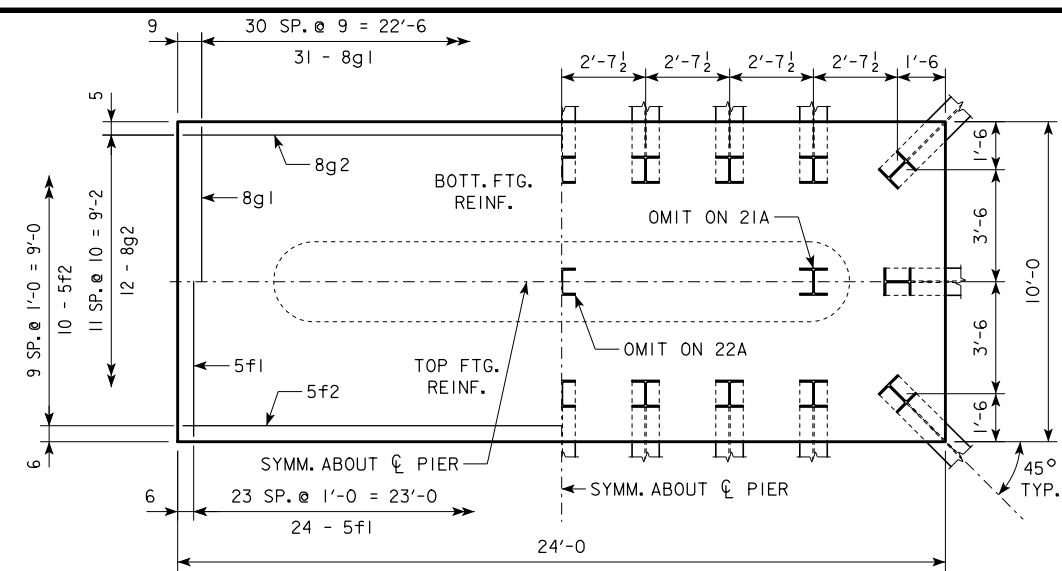 9
30 SP. @ 9 = 22'-6
31 - 8g1
2'-7½
2'-7½
2'-7½
2'-7½
1'-6
5
8g2
8g1
BOTT. FTG.
REINF.
OMIT ON 21A
1'-6
3'-6
10'-0
3'-6
1'-6
9 SP. @ 1'-0 = 9'-0
10 - 5f2
11 SP. @ 10 = 9'-2
12 - 8g2
5f1
TOP FTG.
REINF.
5f2
OMIT ON 22A
6
SYMM. ABOUT ℄ PIER
SYMM. ABOUT ℄ PIER
45°
TYP.
6
23 SP. @ 1'-0 = 23'-0
24 - 5f1
24'-0